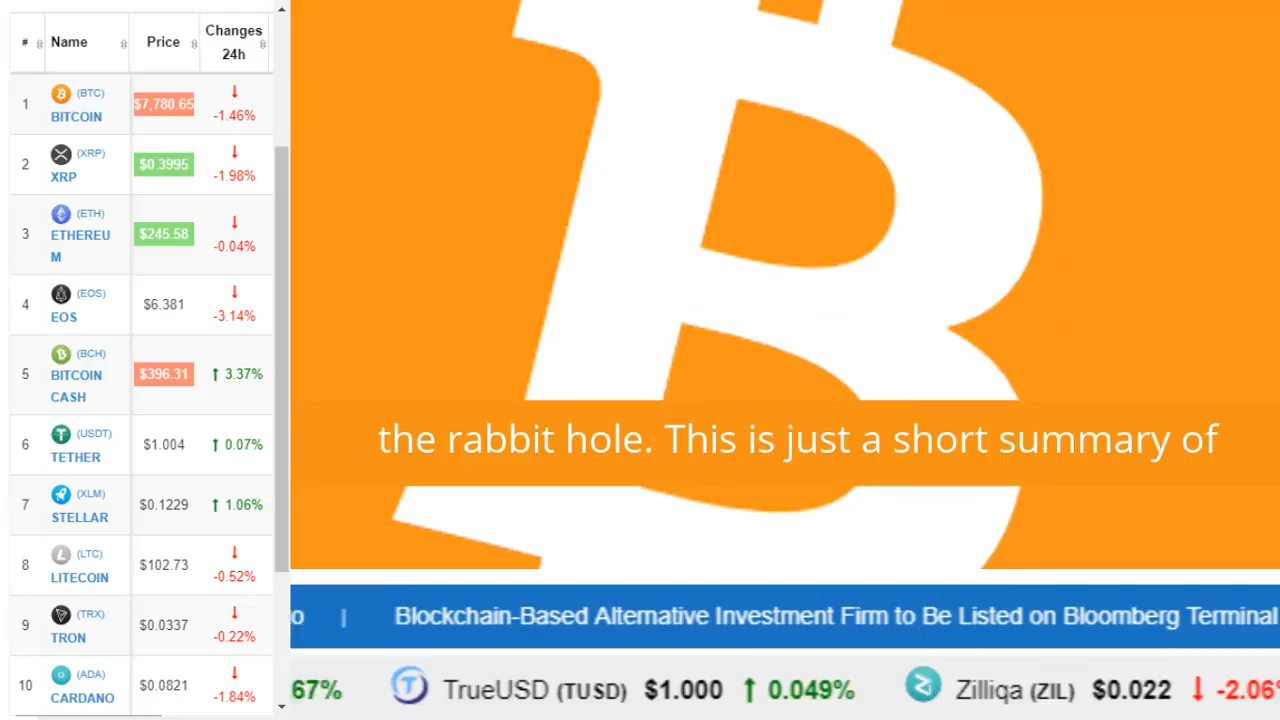 # Name Price Changes
24h
1 (BTC) $7,780.65 ↓
BITCOIN -1.46%
2 (XRP) $0.3995 ↓
XRP -1.98%
3 (ETH) $245.58 ↓
ETHEREU -0.04%
M
4 (EOS) $6.381 ↓
EOS -3.14%
5 (BCH) $396.31 ↑ 3.37%
BITCOIN
CASH
6 (USDT) $1.004 ↑ 0.07%
TETHER
7 (XLM) $0.1229 ↑ 1.06%
STELLAR
8 (LTC) $102.73 ↓
LITECOIN -0.52%
9 (TRX) $0.0337 ↓
TRON -0.22%
10 (ADA) $0.0821 ↓
CARDANO -1.84%
the rabbit hole. This is just a short summary of
o | Blockchain-Based Alternative Investment Firm to Be Listed on Bloomberg Terminal
67% TrueUSD (TUSD) $1.000 ↑ 0.049% Zilliqa (ZIL) $0.022 ↓ -2.06